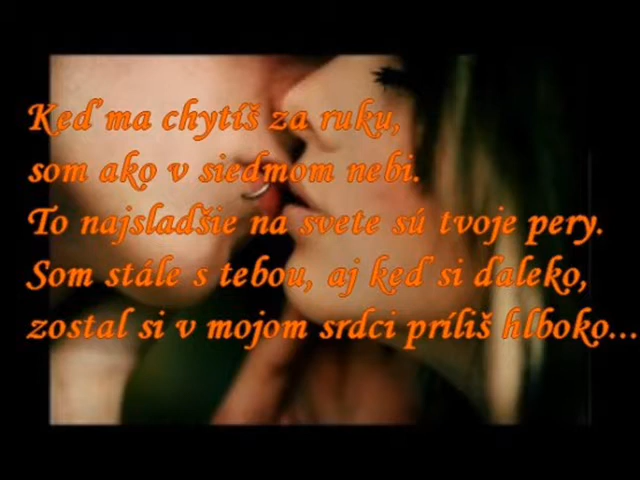 Keď ma chytíš za ruku,
som ako v siedmom nebi.
To najsladšie na svete sú tvoje pery.
Som stále s tebou, aj keď si ďaleko,
zostal si v mojom srdci príliš hlboko...